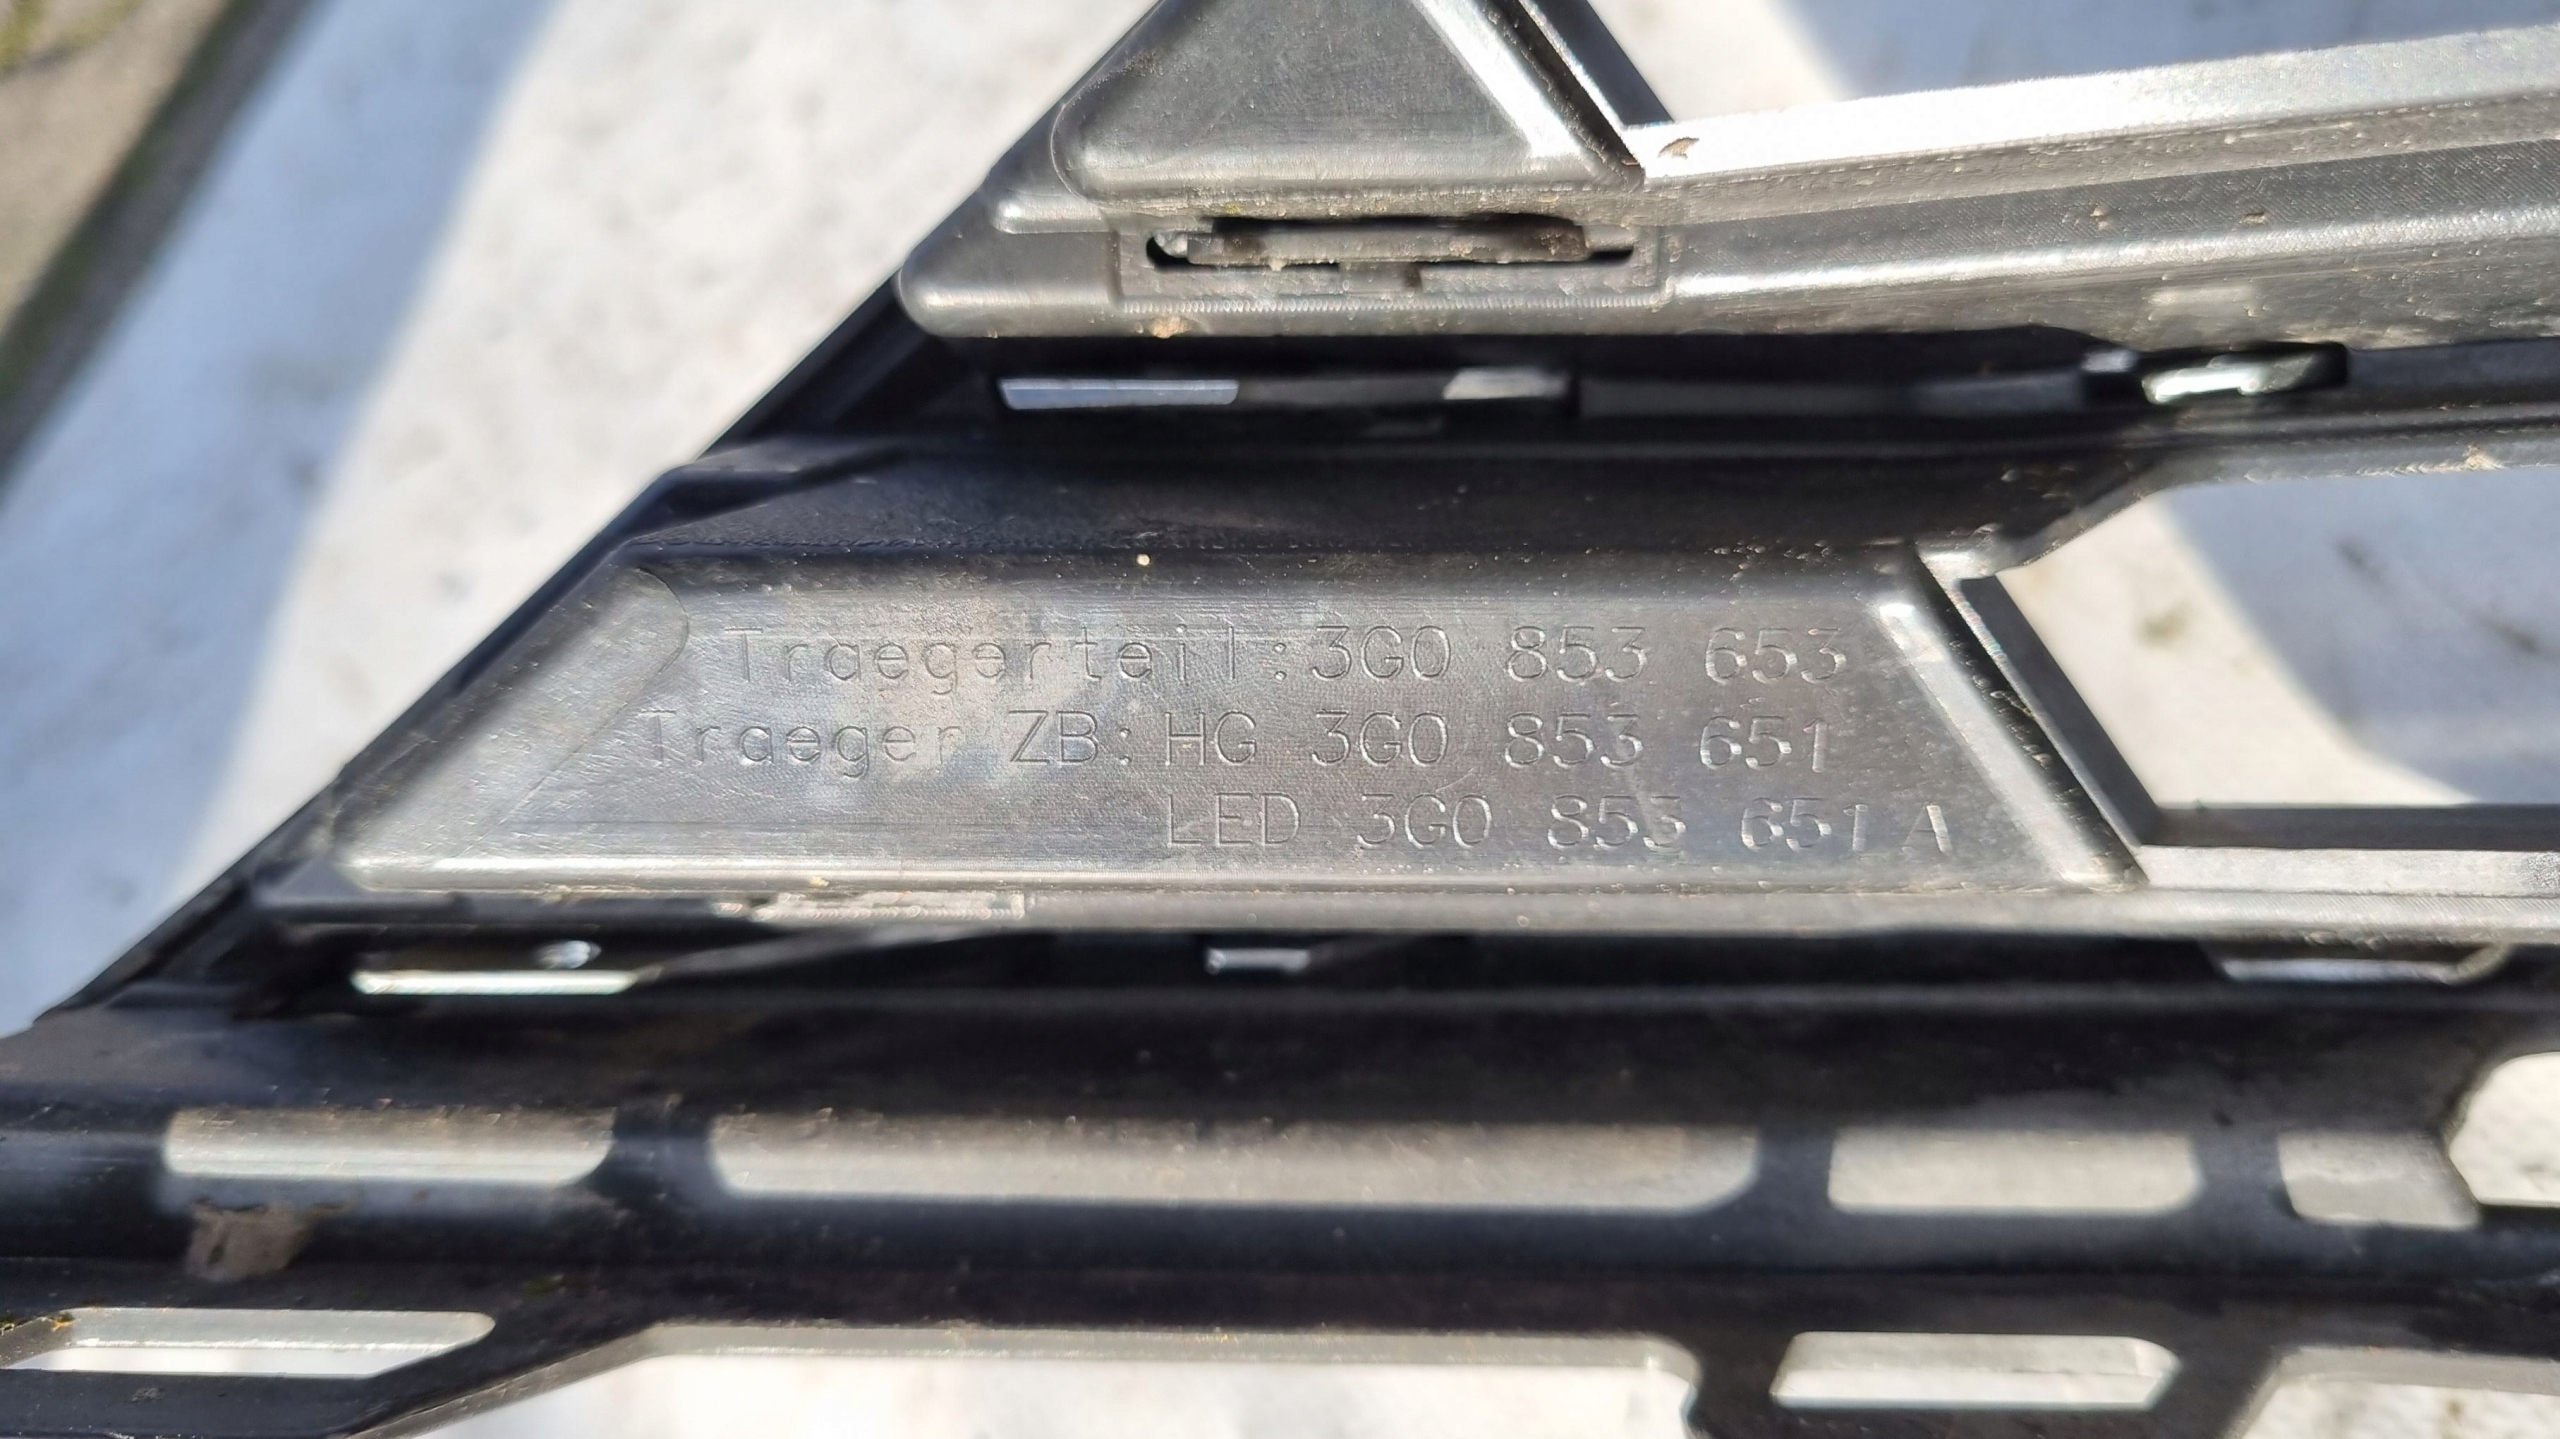 Traegerteil: 3G0 853 653
Traeger ZB: HG 3G0 853 651
LED 3G0 853 651 A